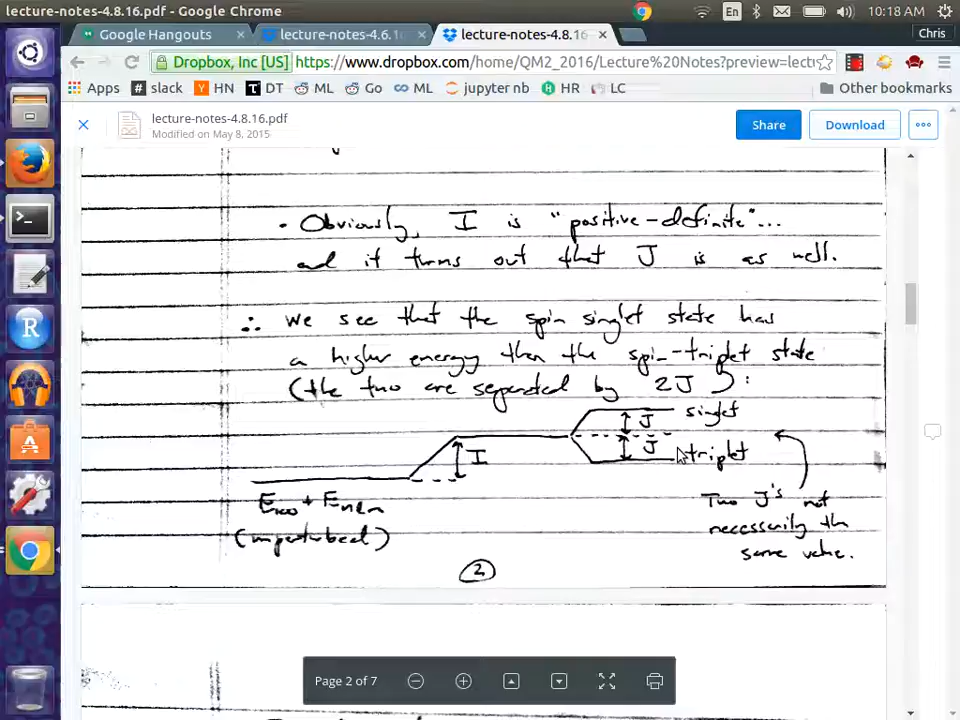 lecture-notes-4.8.16.pdf - Google Chrome
En
10:18 AM
Google Hangouts
lecture-notes-4.6.1
lecture-notes-4.8.16
Chris
Dropbox, Inc [US]
https://www.dropbox.com/home/QM2_2016/Lecture%20Notes?preview=lect
Apps
slack
HN
DT
ML
Go
ML
jupyter nb
HR
LC
Other bookmarks
lecture-notes-4.8.16.pdf
Modified on May 8, 2015
Share
Download
• Obviously, I is "positive-definite"...
and it turns out that J is as well.
∴ we see that the spin singlet state has
a higher energy than the spin-triplet state
(the two are separated by 2J):
J singlet
I
J triplet
E100 + Enlm
(unperturbed)
Two J's not
necessarily the
same value.
2
Page 2 of 7